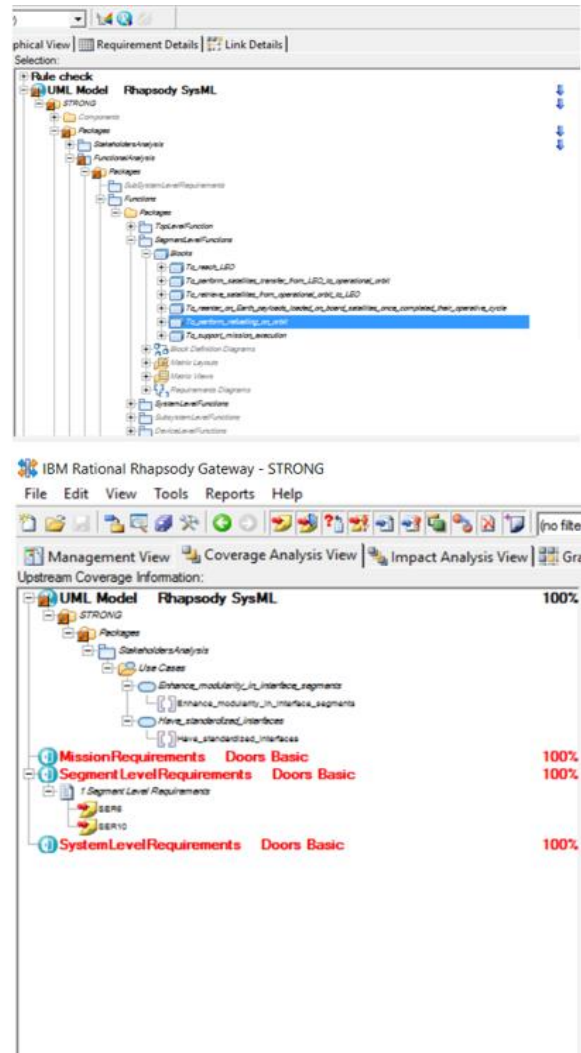 phical View Requirement Details Link Details
Selection:
Rule check
UML Model Rhapsody SysML
STRONG
Components
Packages
StakeholdersAnalysis
FunctionalAnalysis
Packages
SubSystemLevelRequirements
Functions
Packages
TopLevelFunction
SegmentLevelFunctions
Blocks
To_reach_LEO
To_perform_satellites_transfer_from_LEO_to_operational_orbit
To_retrieve_satellites_from_operational_orbit_to_LEO
To_reenter_on_Earth_payloads_loaded_on_board_satellites_once_completed_their_operative_cycle
To_perform_refueling_on_orbit
To_support_mission_execution
Block Definition Diagrams
Matrix Layouts
Matrix Views
Requirements Diagrams
SystemLevelFunctions
SubsystemLevelFunctions
DeviceLevelFunctions
IBM Rational Rhapsody Gateway - STRONG
File Edit View Tools Reports Help
(no filte
Management View Coverage Analysis View Impact Analysis View Gra
Upstream Coverage Information:
UML Model Rhapsody SysML 100%
STRONG
Packages
StakeholdersAnalysis
Use Cases
Enhance_modularity_in_interface_segments
Enhance_modularity_in_interface_segments
Have_standardized_interfaces
Have_standardized_interfaces
MissionRequirements Doors Basic 100%
SegmentLevelRequirements Doors Basic 100%
1 Segment Level Requirements
SER10
SystemLevelRequirements Doors Basic 100%